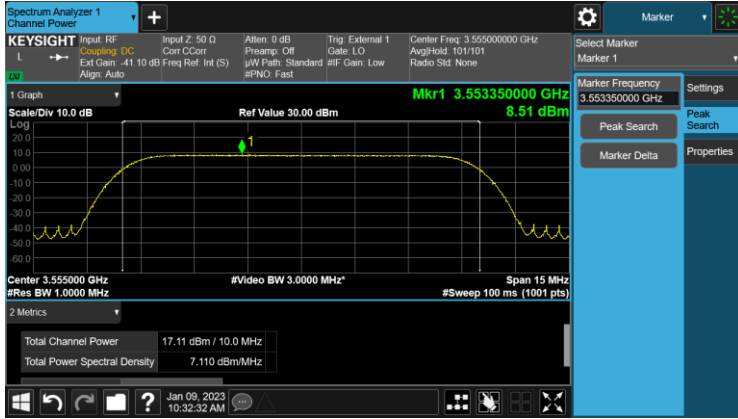 Spectrum Analyzer 1
Channel Power
+
Marker
KEYSIGHT
L
LXI
Input: RF
Coupling: DC
Ext Gain: -41.10 dB
Align: Auto
Input Z: 50 Ω
Corr CCorr
Freq Ref: Int (S)
Atten: 0 dB
Preamp: Off
µW Path: Standard
#PNO: Fast
Trig: External 1
Gate: LO
#IF Gain: Low
Center Freq: 3.555000000 GHz
Avg|Hold: 101/101
Radio Std: None
Select Marker
Marker 1
1 Graph
Mkr1 3.553350000 GHz
8.51 dBm
Scale/Div 10.0 dB
Ref Value 30.00 dBm
Log
20.0
10.0
0.00
-10.0
-20.0
-30.0
-40.0
-50.0
-60.0
1
Center 3.555000 GHz
#Video BW 3.0000 MHz*
Span 15 MHz
#Res BW 1.0000 MHz
#Sweep 100 ms (1001 pts)
2 Metrics
Total Channel Power 17.11 dBm / 10.0 MHz
Total Power Spectral Density 7.110 dBm/MHz
Marker Frequency
3.553350000 GHz
Peak Search
Marker Delta
Settings
Peak
Search
Properties
?
Jan 09, 2023
10:32:32 AM